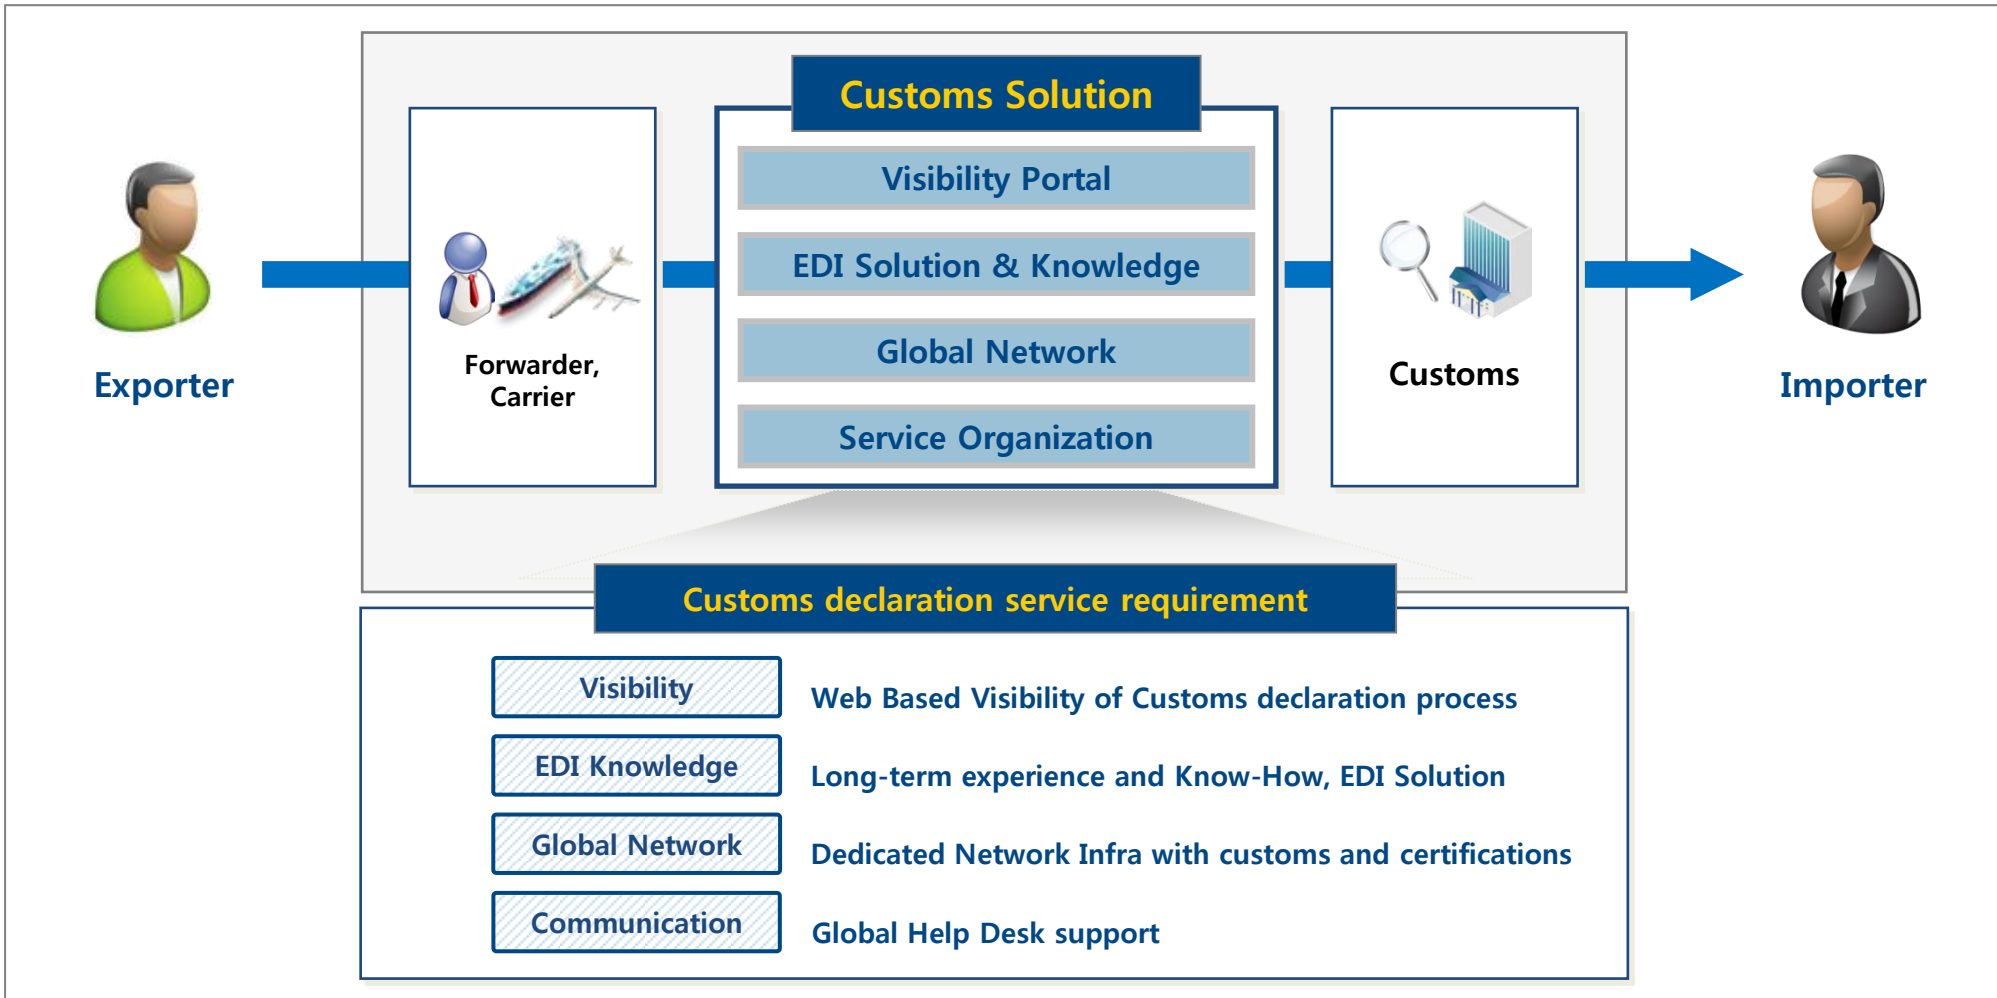 Customs Solution
Visibility Portal
EDI Solution & Knowledge
Global Network
Service Organization
Exporter
Forwarder,
Carrier
Customs
Importer
Customs declaration service requirement
Visibility
Web Based Visibility of Customs declaration process
EDI Knowledge
Long-term experience and Know-How, EDI Solution
Global Network
Dedicated Network Infra with customs and certifications
Communication
Global Help Desk support